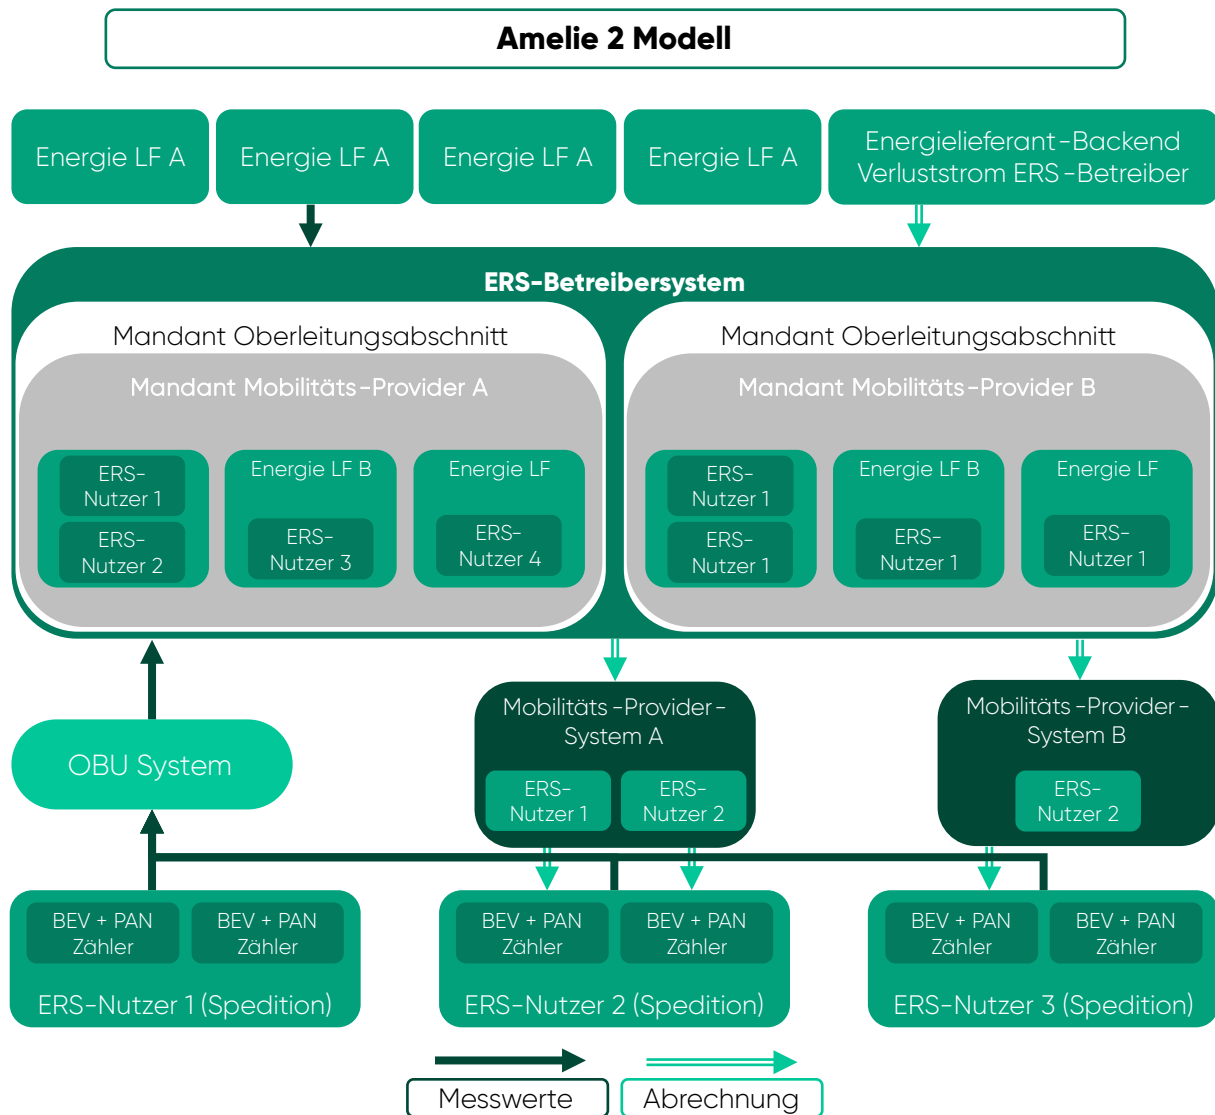 Amelie 2 Modell
Energie LF A
Energie LF A
Energie LF A
Energie LF A
Energielieferant-Backend
Verluststrom ERS-Betreiber
ERS-Betreibersystem
Mandant Oberleitungsabschnitt
Mandant Mobilitäts-Provider A
ERS-
Nutzer 1
ERS-
Nutzer 2
Energie LF B
ERS-
Nutzer 3
Energie LF
ERS-
Nutzer 4
Mandant Oberleitungsabschnitt
Mandant Mobilitäts-Provider B
ERS-
Nutzer 1
ERS-
Nutzer 1
Energie LF B
ERS-
Nutzer 1
Energie LF
ERS-
Nutzer 1
OBU System
Mobilitäts-Provider-
System A
ERS-
Nutzer 1
ERS-
Nutzer 2
Mobilitäts-Provider-
System B
ERS-
Nutzer 2
BEV + PAN
Zähler
BEV + PAN
Zähler
ERS-Nutzer 1 (Spedition)
BEV + PAN
Zähler
BEV + PAN
Zähler
ERS-Nutzer 2 (Spedition)
BEV + PAN
Zähler
BEV + PAN
Zähler
ERS-Nutzer 3 (Spedition)
Messwerte
Abrechnung